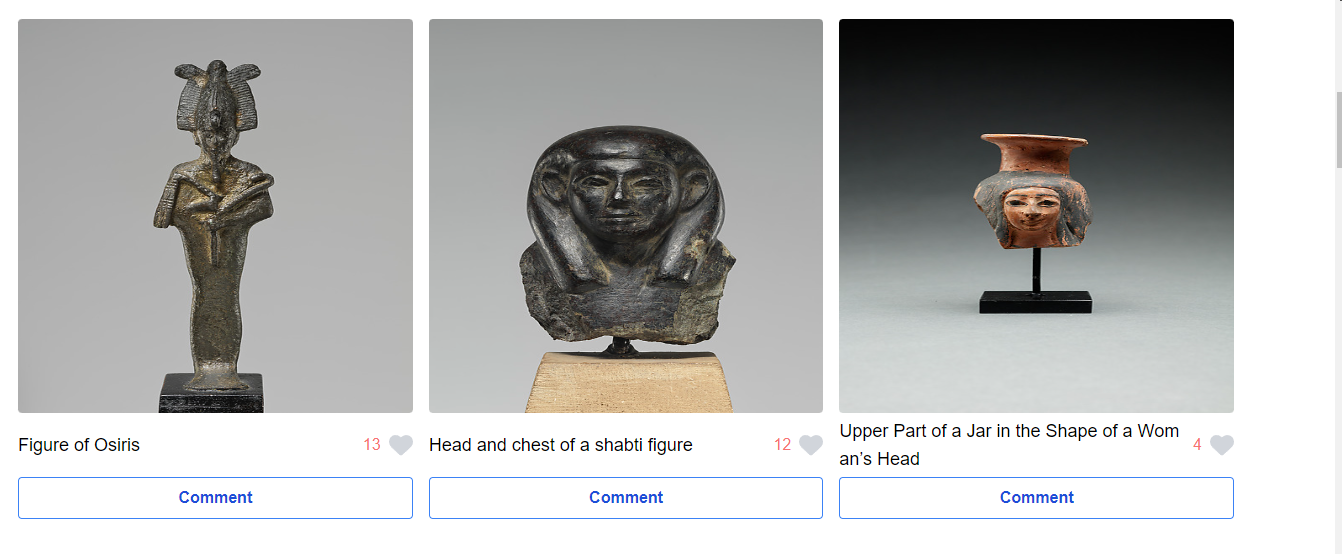 Figure of Osiris 13
Head and chest of a shabti figure 12
Upper Part of a Jar in the Shape of a Wom
an’s Head 4
Comment
Comment
Comment